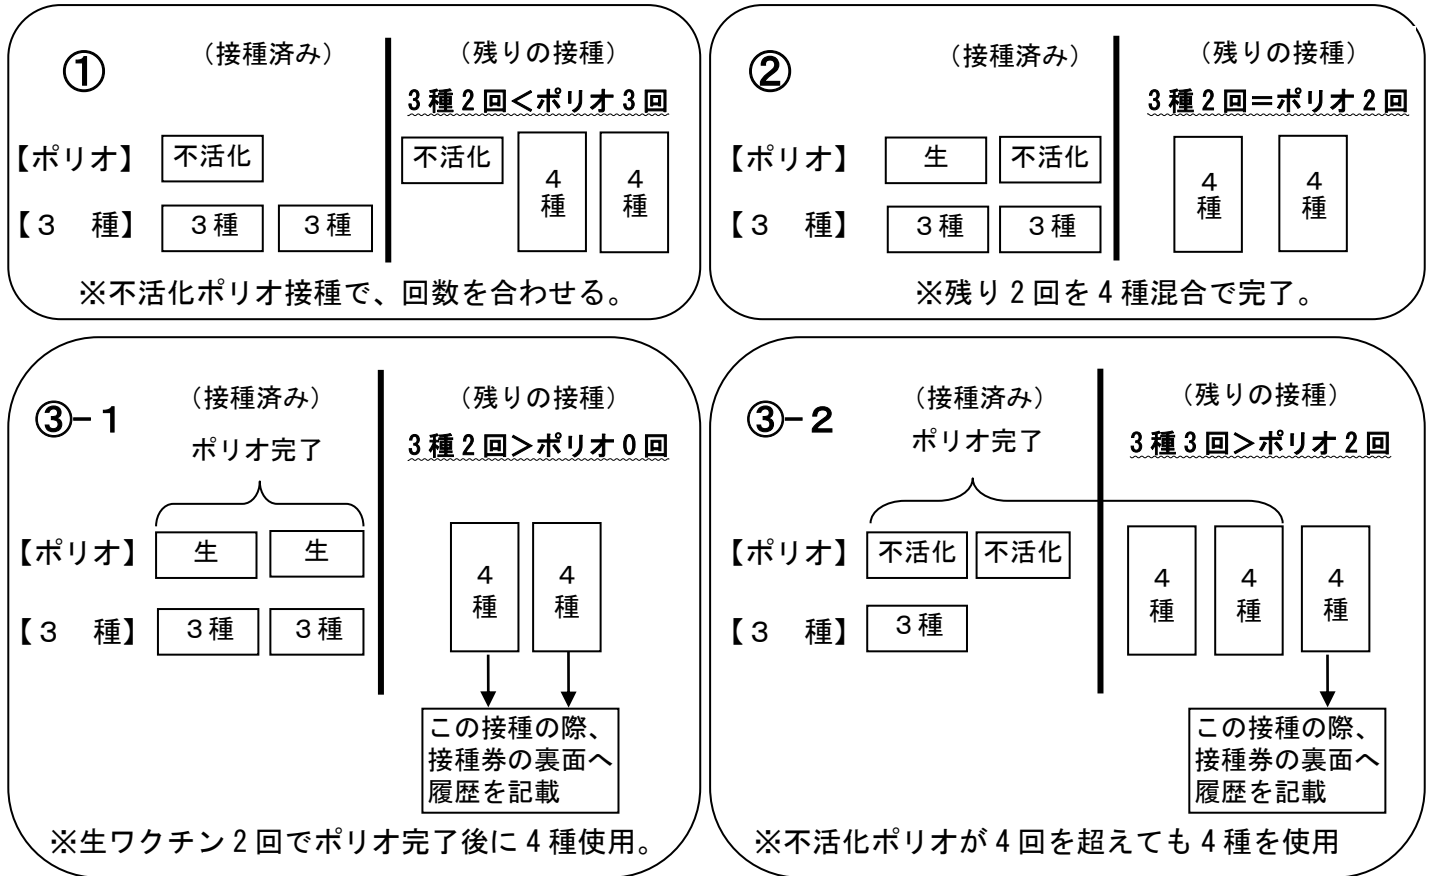 ①
（接種済み）
（残りの接種）
３種２回＜ポリオ３回
【ポリオ】 不活化 不活化 ４種 ４種
【３　種】 ３種 ３種
※不活化ポリオ接種で、回数を合わせる。
②
（接種済み）
（残りの接種）
３種２回＝ポリオ２回
【ポリオ】 生 不活化 ４種 ４種
【３　種】 ３種 ３種
※残り２回を４種混合で完了。
③-１
（接種済み）
ポリオ完了
（残りの接種）
３種２回＞ポリオ０回
【ポリオ】 生 生 ４種 ４種
【３　種】 ３種 ３種
この接種の際、
接種券の裏面へ
履歴を記載
※生ワクチン２回でポリオ完了後に４種使用。
③-２
（接種済み）
ポリオ完了
（残りの接種）
３種３回＞ポリオ２回
【ポリオ】 不活化 不活化 ４種 ４種 ４種
【３　種】 ３種
この接種の際、
接種券の裏面へ
履歴を記載
※不活化ポリオが４回を超えても４種を使用